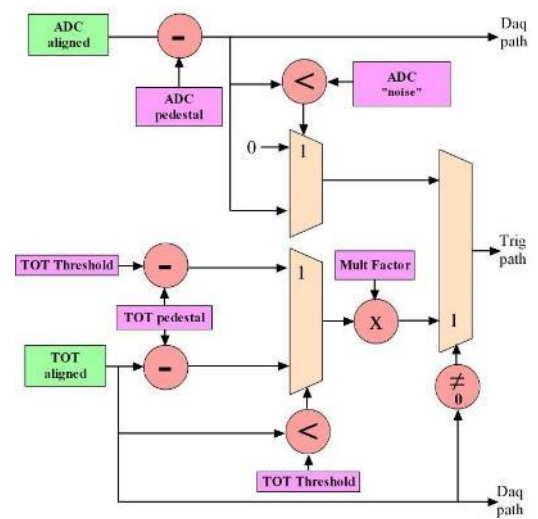 ADC
aligned
-
Daq
path
ADC
pedestal
<
ADC
"noise"
0
1
TOT Threshold
-
1
Mult Factor
Trig
path
TOT pedestal
X
1
TOT
aligned
-
≠
0
<
TOT Threshold
Daq
path